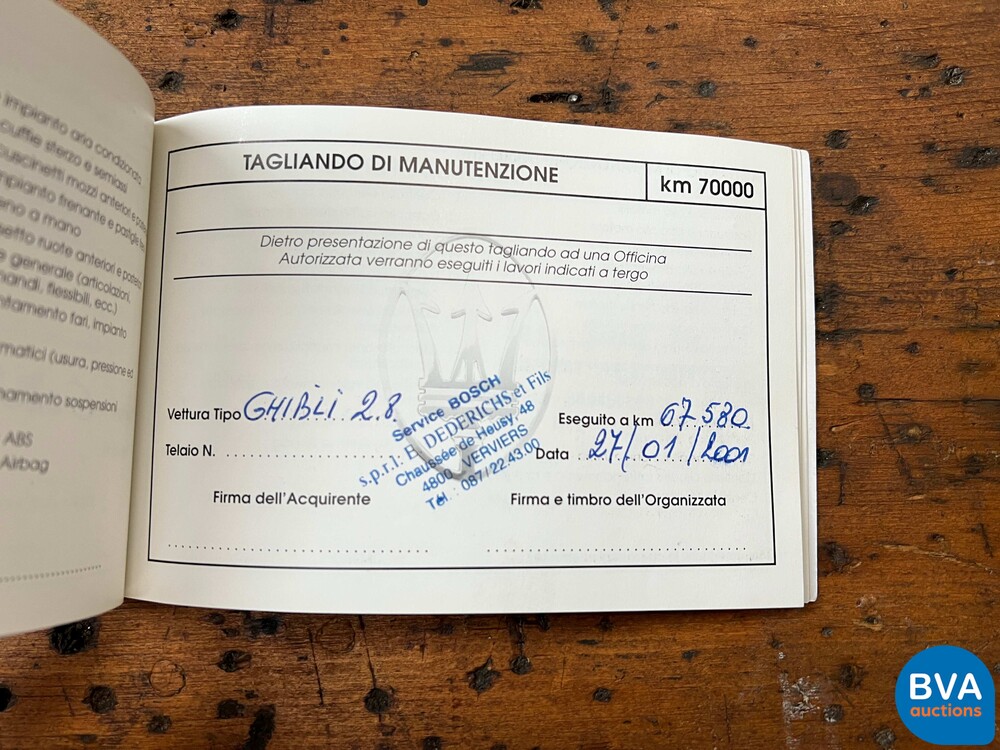 impianto aria condizionata
cuffie sterzo e semiassi
cuscinetti mozzi anteriori e
impianto frenante e pastiglie
freno a mano
assetto ruote anteriori e posteriori
generale (articolazioni,
comandi, flessibili, ecc.)
fari, impianto
pneumatici (usura, pressione ed
sospensioni
ABS
Airbag
TAGLIANDO DI MANUTENZIONE
km 70000
Dietro presentazione di questo tagliando ad una Officina
Autorizzata verranno eseguiti i lavori indicati a tergo
Vettura Tipo GHIBLI 2.8
Service BOSCH
s.p.r.l. E. DEDERICHS et Fils
Chaussée de Heusy, 48
4800 VERVIERS
Tél. : 087/22.43.00
Eseguito a km 67.580
Telaio N.
Data 27/01/2001
Firma dell'Acquirente
Firma e timbro dell'Organizzata
BVA
auctions